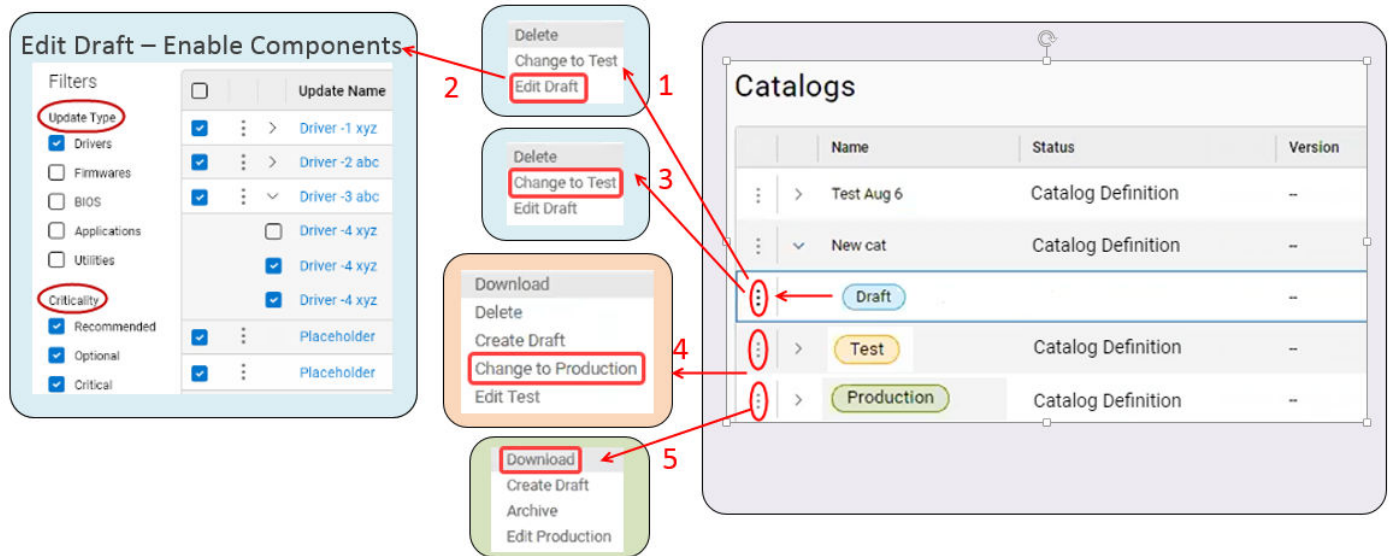 Edit Draft – Enable Components
Filters
Update Type
Drivers
Firmwares
BIOS
Applications
Utilities
Criticality
Recommended
Optional
Critical
Update Name
Driver -1 xyz
Driver -2 abc
Driver -3 abc
Driver -4 xyz
Driver -4 xyz
Driver -4 xyz
Placeholder
Placeholder
2
Delete
Change to Test
Edit Draft
1
Delete
Change to Test
Edit Draft
3
Download
Delete
Create Draft
Change to Production
Edit Test
4
Download
Create Draft
Archive
Edit Production
5
Catalogs
Name Status Version
Test Aug 6 Catalog Definition --
New cat Catalog Definition --
Draft --
Test Catalog Definition --
Production Catalog Definition --